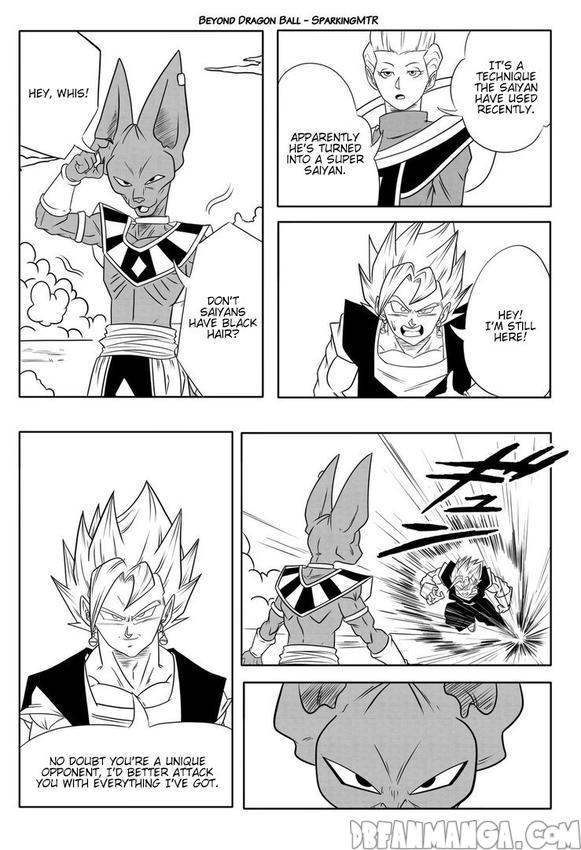 Beyond Dragon Ball - SparkingMTR
HEY, WHIS!
DON'T
SAIYANS
HAVE BLACK
HAIR?
IT'S A
TECHNIQUE
THE SAIYAN
HAVE USED
RECENTLY.
APPARENTLY
HE'S TURNED
INTO A SUPER
SAIYAN.
HEY!
I'M STILL
HERE!
NO DOUBT YOU'RE A UNIQUE
OPPONENT, I'D BETTER ATTACK
YOU WITH EVERYTHING I'VE GOT.
DBFANMANGA.COM